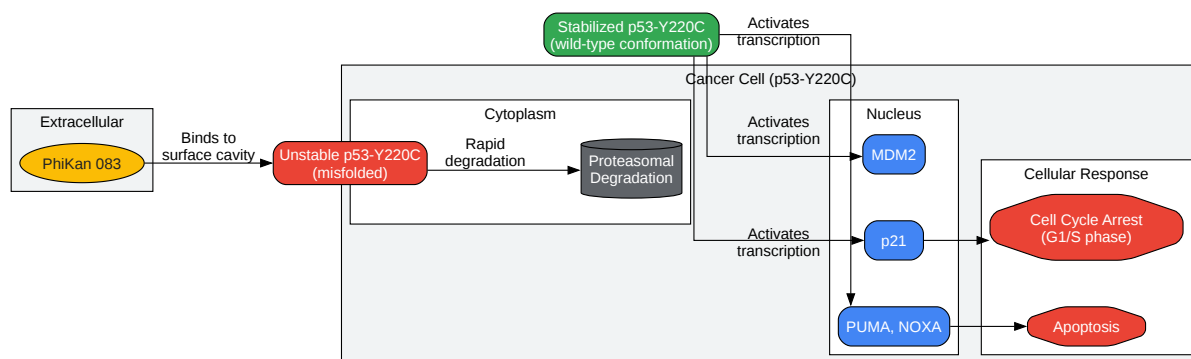 Stabilized p53-Y220C
(wild-type conformation)
Activates
transcription
Cancer Cell (p53-Y220C)
Extracellular
PhiKan 083
Binds to
surface cavity
Cytoplasm
Unstable p53-Y220C
(misfolded)
Rapid
degradation
Proteasomal
Degradation
Activates
transcription
Activates
transcription
Nucleus
MDM2
p21
PUMA, NOXA
Cellular Response
Cell Cycle Arrest
(G1/S phase)
Apoptosis